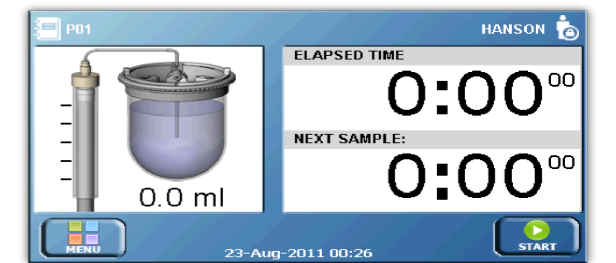 P01
HANSON
ELAPSED TIME
0:00 00
NEXT SAMPLE:
0:00 00
0.0 ml
MENU
23-Aug-2011 00:26
START